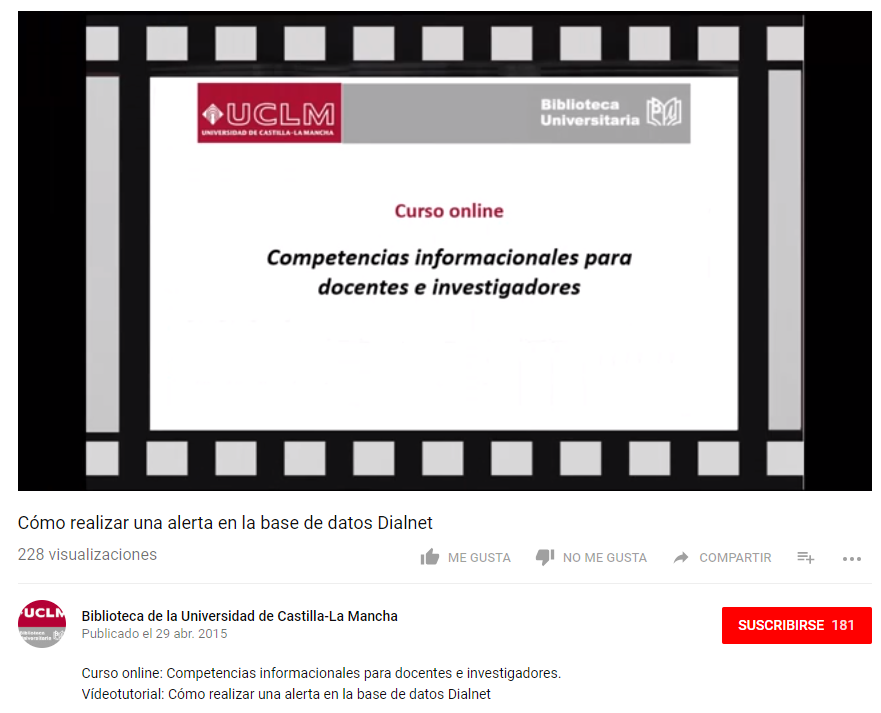 UCLM
UNIVERSIDAD DE CASTILLA-LA MANCHA
Biblioteca
Universitaria
Curso online
Competencias informacionales para
docentes e investigadores
Cómo realizar una alerta en la base de datos Dialnet
228 visualizaciones
ME GUSTA NO ME GUSTA COMPARTIR
UCLM
Biblioteca de la Universidad de Castilla-La Mancha
Publicado el 29 abr. 2015
SUSCRIBIRSE 181
Curso online: Competencias informacionales para docentes e investigadores.
Vídeotutorial: Cómo realizar una alerta en la base de datos Dialnet